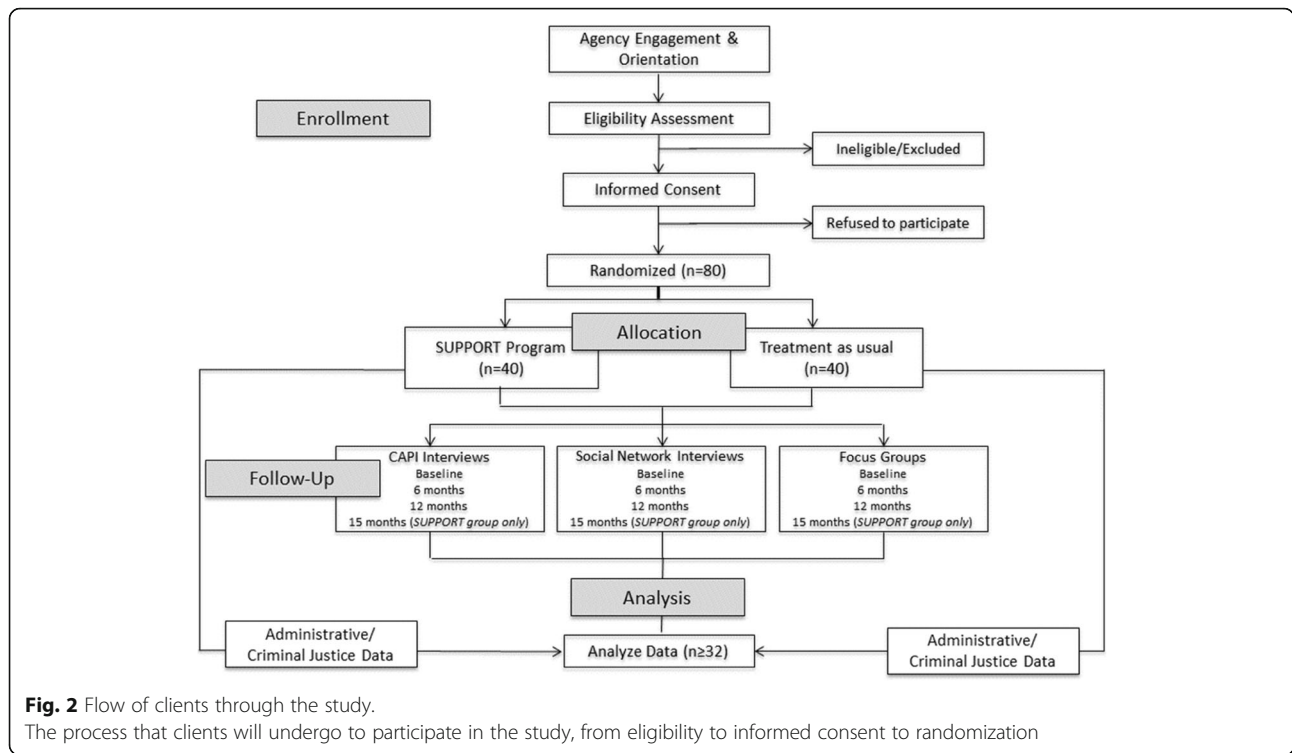 Agency Engagement &
Orientation
Enrollment
Eligibility Assessment
Ineligible/Excluded
Informed Consent
Refused to participate
Randomized (n=80)
Allocation
SUPPORT Program
(n=40)
Treatment as usual
(n=40)
Follow-Up
CAPI Interviews
Baseline
6 months
12 months
15 months (SUPPORT group only)
Social Network Interviews
Baseline
6 months
12 months
15 months (SUPPORT group only)
Focus Groups
Baseline
6 months
12 months
15 months (SUPPORT group only)
Analysis
Administrative/
Criminal Justice Data
Analyze Data (n≥32)
Administrative/
Criminal Justice Data
Fig. 2 Flow of clients through the study.
The process that clients will undergo to participate in the study, from eligibility to informed consent to randomization